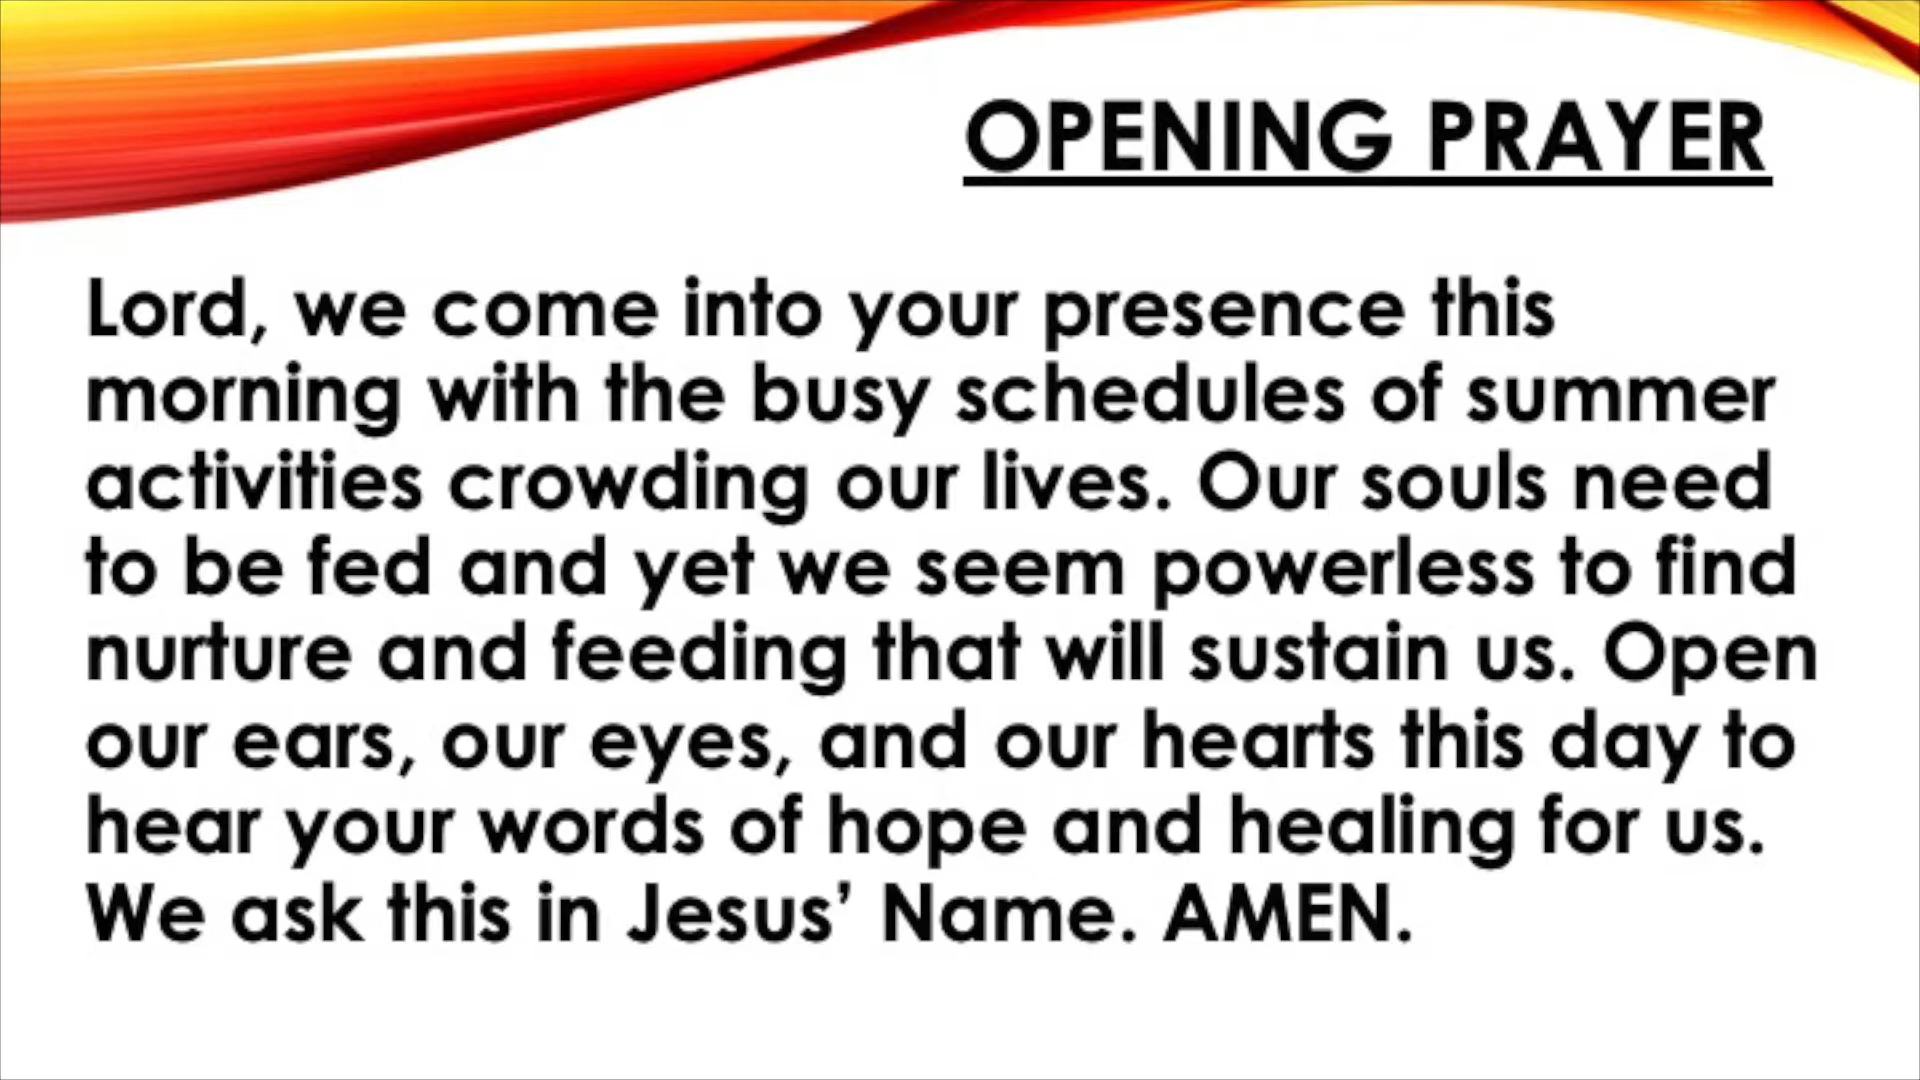 OPENING PRAYER
Lord, we come into your presence this
morning with the busy schedules of summer
activities crowding our lives. Our souls need
to be fed and yet we seem powerless to find
nurture and feeding that will sustain us. Open
our ears, our eyes, and our hearts this day to
hear your words of hope and healing for us.
We ask this in Jesus’ Name. AMEN.